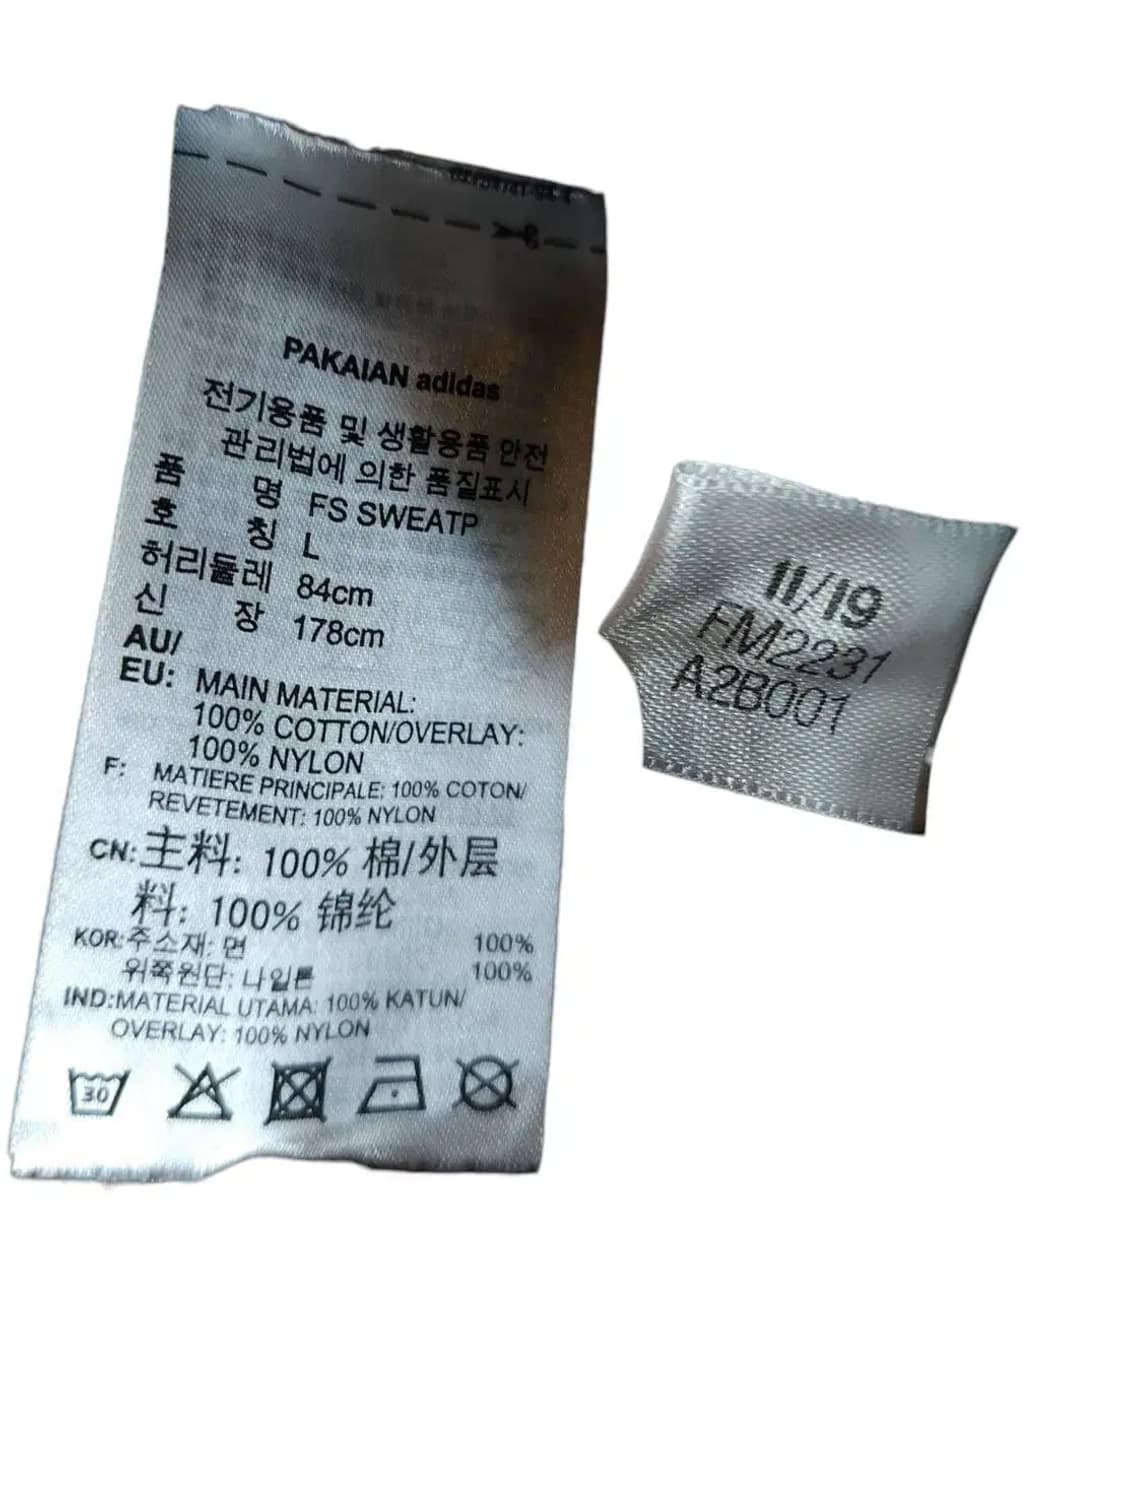 PAKAIAN adidas
전기용품 및 생활용품 안전
관리법에 의한 품질표시
품 명 FS SWEATP
호 칭 L
허리둘레 84cm
신 장 178cm
AU/
EU: MAIN MATERIAL:
100% COTTON/OVERLAY:
100% NYLON
F: MATIERE PRINCIPALE: 100% COTON/
REVETEMENT: 100% NYLON
CN:主料: 100% 棉/外层
料: 100% 锦纶
KOR:주소재: 면 100%
위쪽원단: 나일론 100%
IND:MATERIAL UTAMA: 100% KATUN/
OVERLAY: 100% NYLON
30
11/19
FM2231
A2B001